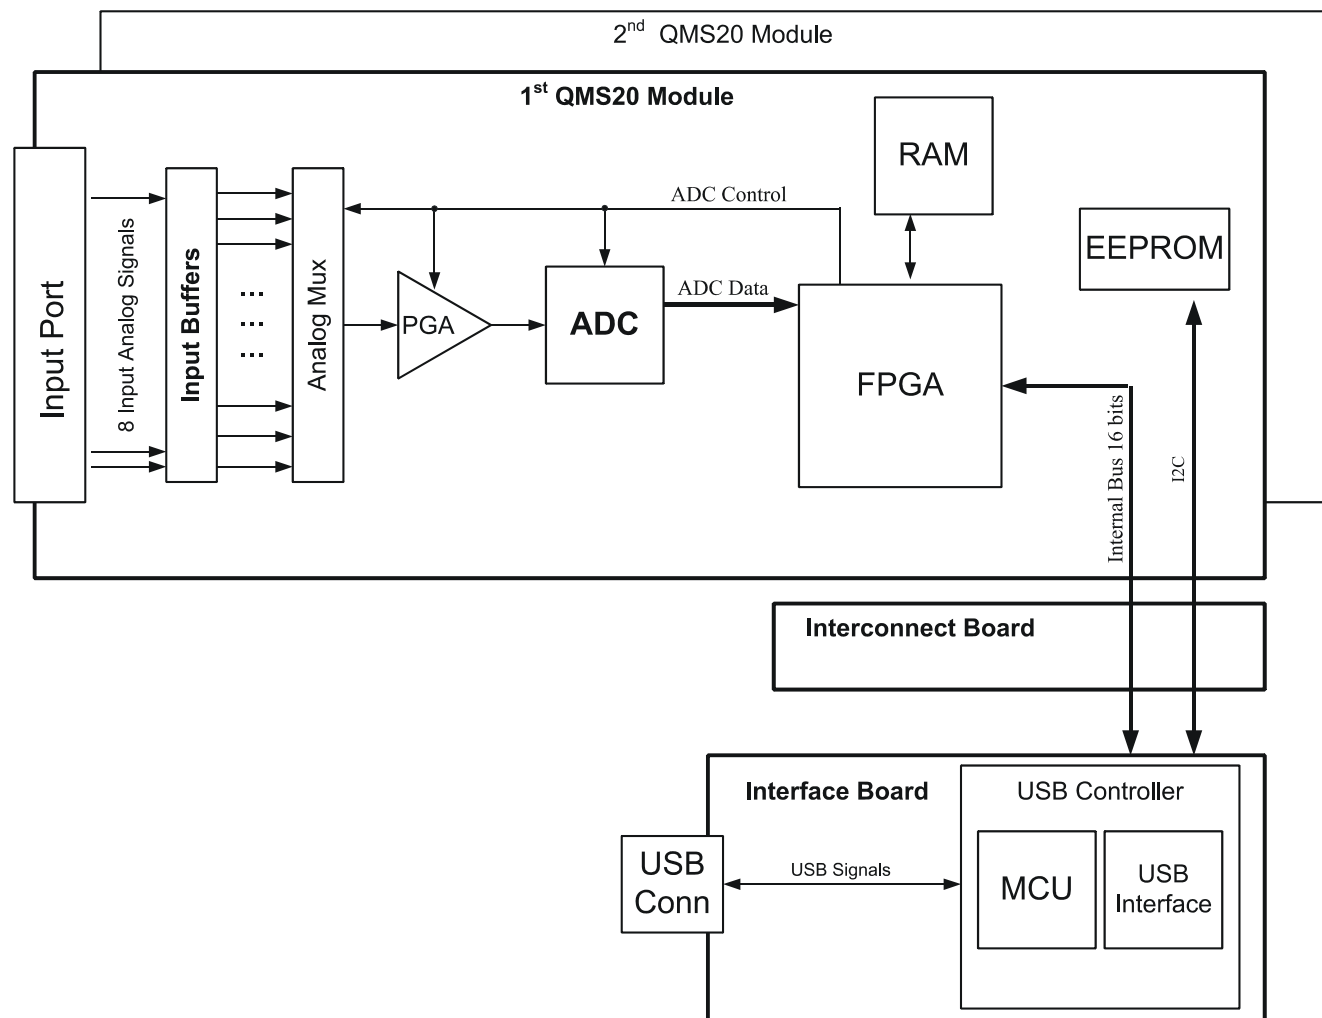 2nd QMS20 Module
1st QMS20 Module
Input Port
8 Input Analog Signals
Input Buffers
...
...
...
Analog Mux
PGA
ADC Control
ADC
ADC Data
RAM
FPGA
EEPROM
Internal Bus 16 bits
I2C
Interconnect Board
Interface Board
USB Controller
USB
Conn
USB Signals
MCU
USB
Interface